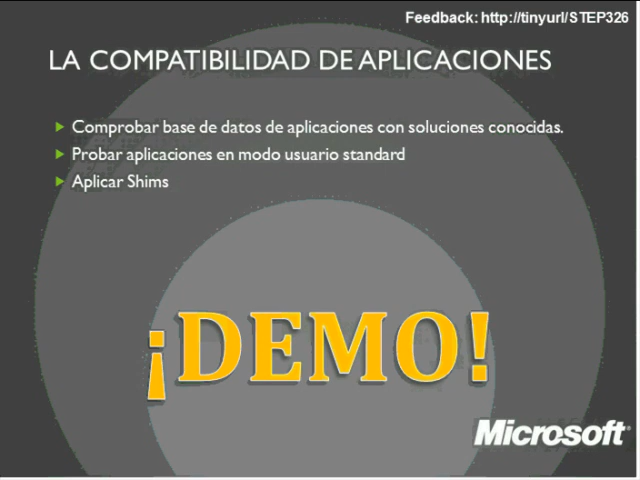 Feedback: http://tinyurl/STEP326
LA COMPATIBILIDAD DE APLICACIONES
Comprobar base de datos de aplicaciones con soluciones conocidas.
Probar aplicaciones en modo usuario standard
Aplicar Shims
¡DEMO!
Microsoft